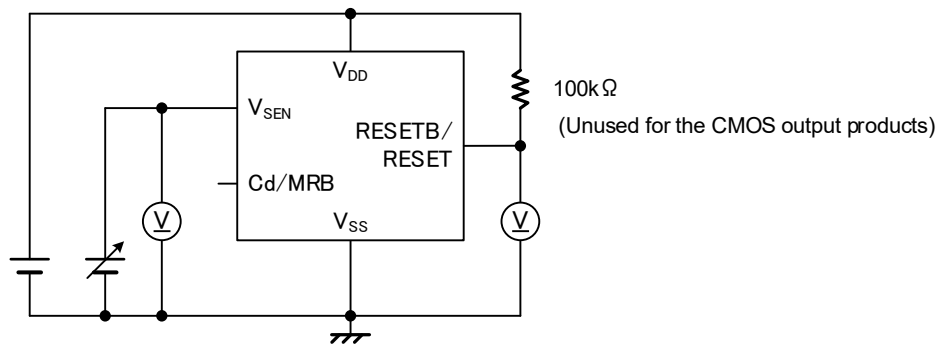 V_DD
V_SEN
100kΩ
(Unused for the CMOS output products)
RESETB/
RESET
Cd/MRB
V_SS
V
V